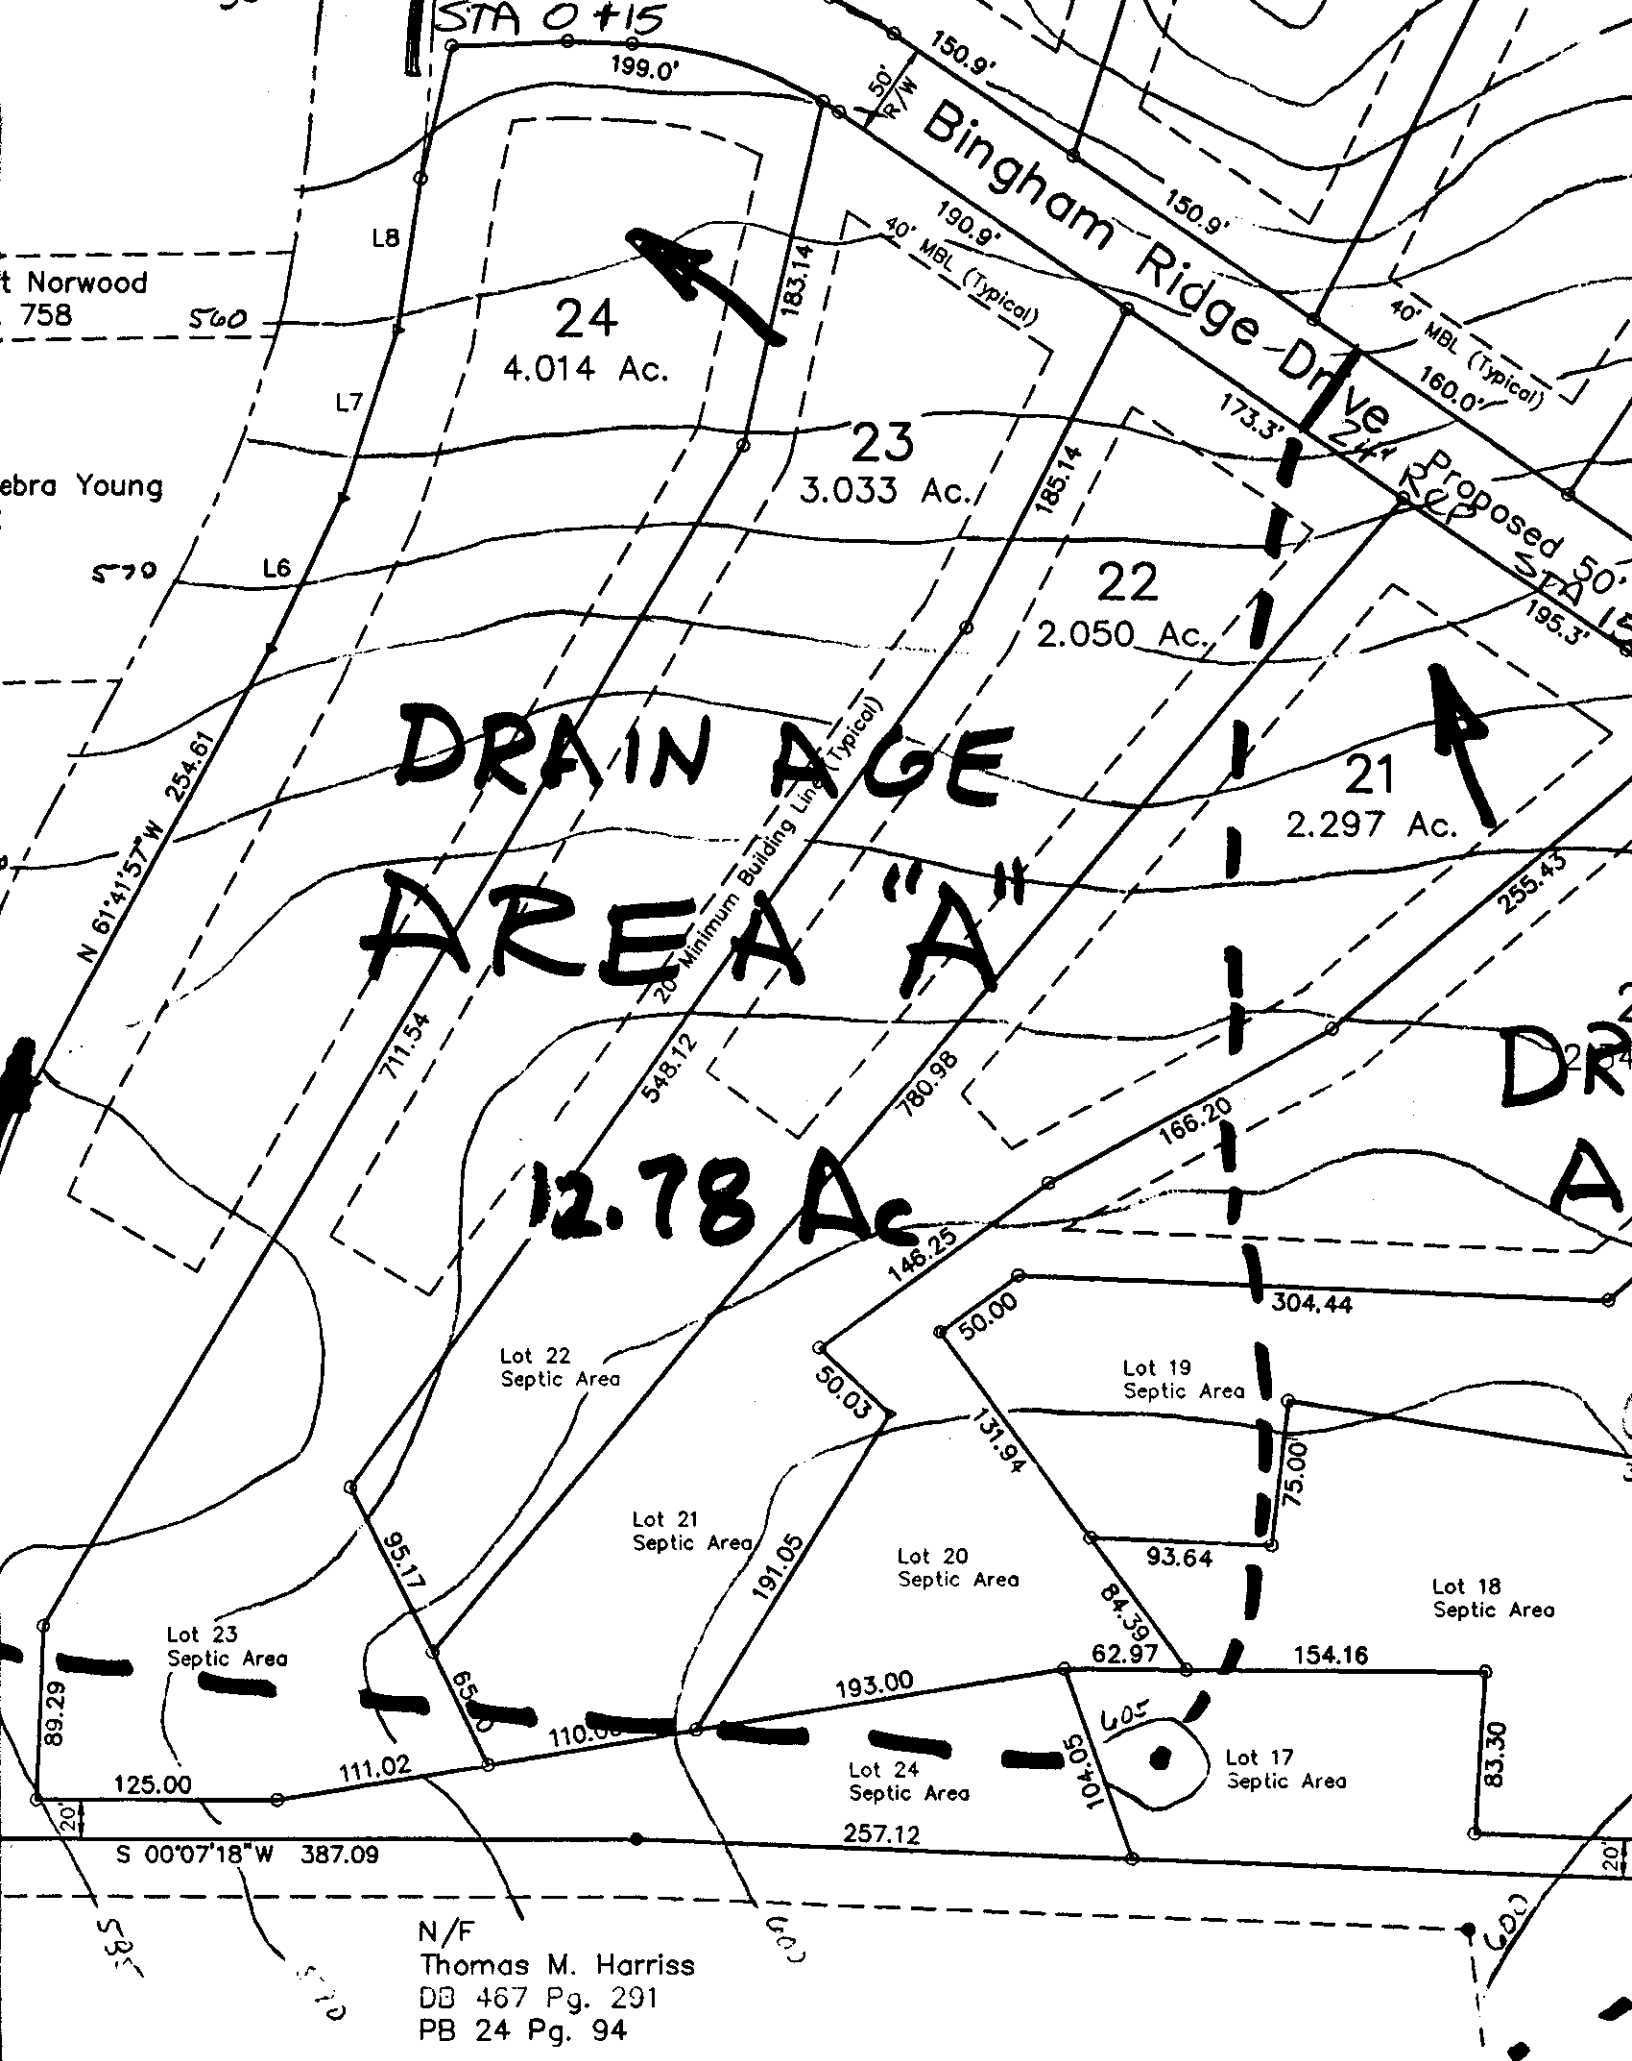 STA 0+15
199.0'
150.9'
50'
R/W
Bingham Ridge Drive
Proposed 50'
190.9'
150.9'
40' MBL (Typical)
40' MBL (Typical)
L8
183.14
t Norwood
758
560
24
4.014 Ac.
160.0'
173.3'
24"
RCP
STA 15
195.3'
L7
23
3.033 Ac.
185.14
ebra Young
570
L6
22
2.050 Ac.
254.61
N 61°41'57"W
DRAINAGE
AREA "A"
12.78 Ac
20' Minimum Building Line (Typical)
21
2.297 Ac.
255.43
711.54
548.12
780.98
166.20
DR
A
146.25
50.00
304.44
Lot 22
Septic Area
50.03
Lot 19
Septic Area
131.94
75.00
95.17
Lot 21
Septic Area
191.05
Lot 20
Septic Area
93.64
84.39
Lot 18
Septic Area
Lot 23
Septic Area
89.29
62.97
154.16
193.00
605
104.05
83.30
111.02
125.00
20'
Lot 24
Septic Area
Lot 17
Septic Area
257.12
S 00°07'18"W 387.09
20'
585
600
600
N/F
Thomas M. Harriss
DB 467 Pg. 291
PB 24 Pg. 94